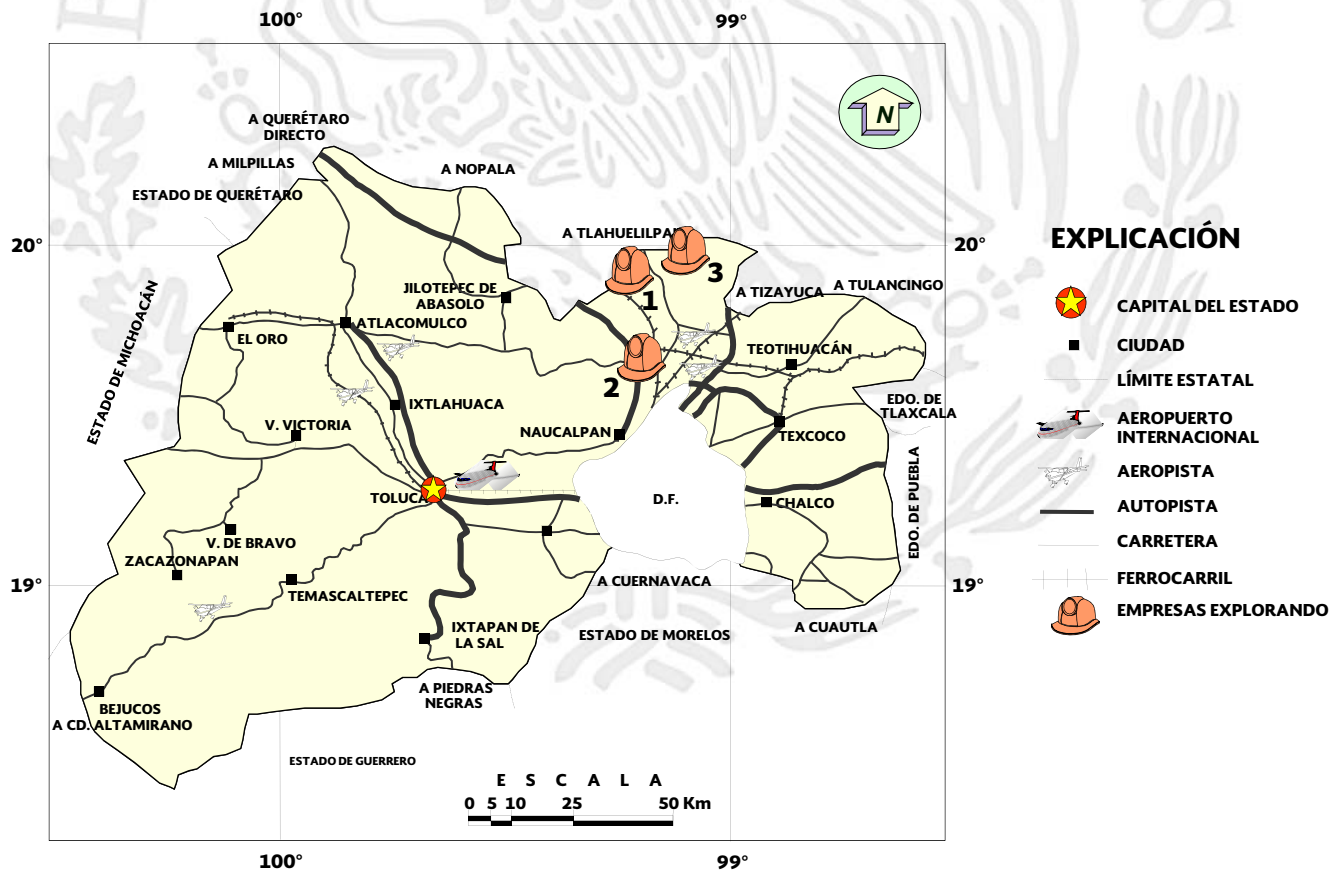 100°
99°
N
A QUERÉTARO
DIRECTO
A MILPILLAS
A NOPALA
ESTADO DE QUERÉTARO
A TLAHUELILPAN
20°
20°
3
1
A TIZAYUCA
A TULANCINGO
JILOTEPEC DE
ABASOLO
ATLACOMULCO
EL ORO
TEOTIHUACÁN
2
ESTADO DE MICHOACÁN
IXTLAHUACA
EDO. DE
TLAXCALA
V. VICTORIA
NAUCALPAN
TEXCOCO
TOLUCA
D.F.
CHALCO
EDO. DE PUEBLA
V. DE BRAVO
ZACAZONAPAN
19°
19°
TEMASCALTEPEC
A CUERNAVACA
IXTAPAN DE
LA SAL
ESTADO DE MORELOS
A CUAUTLA
A PIEDRAS
NEGRAS
BEJUCOS
A CD. ALTAMIRANO
ESTADO DE GUERRERO
E S C A L A
0 5 10 25 50 Km
100°
99°
EXPLICACIÓN
CAPITAL DEL ESTADO
CIUDAD
LÍMITE ESTATAL
AEROPUERTO
INTERNACIONAL
AEROPISTA
AUTOPISTA
CARRETERA
FERROCARRIL
EMPRESAS EXPLORANDO